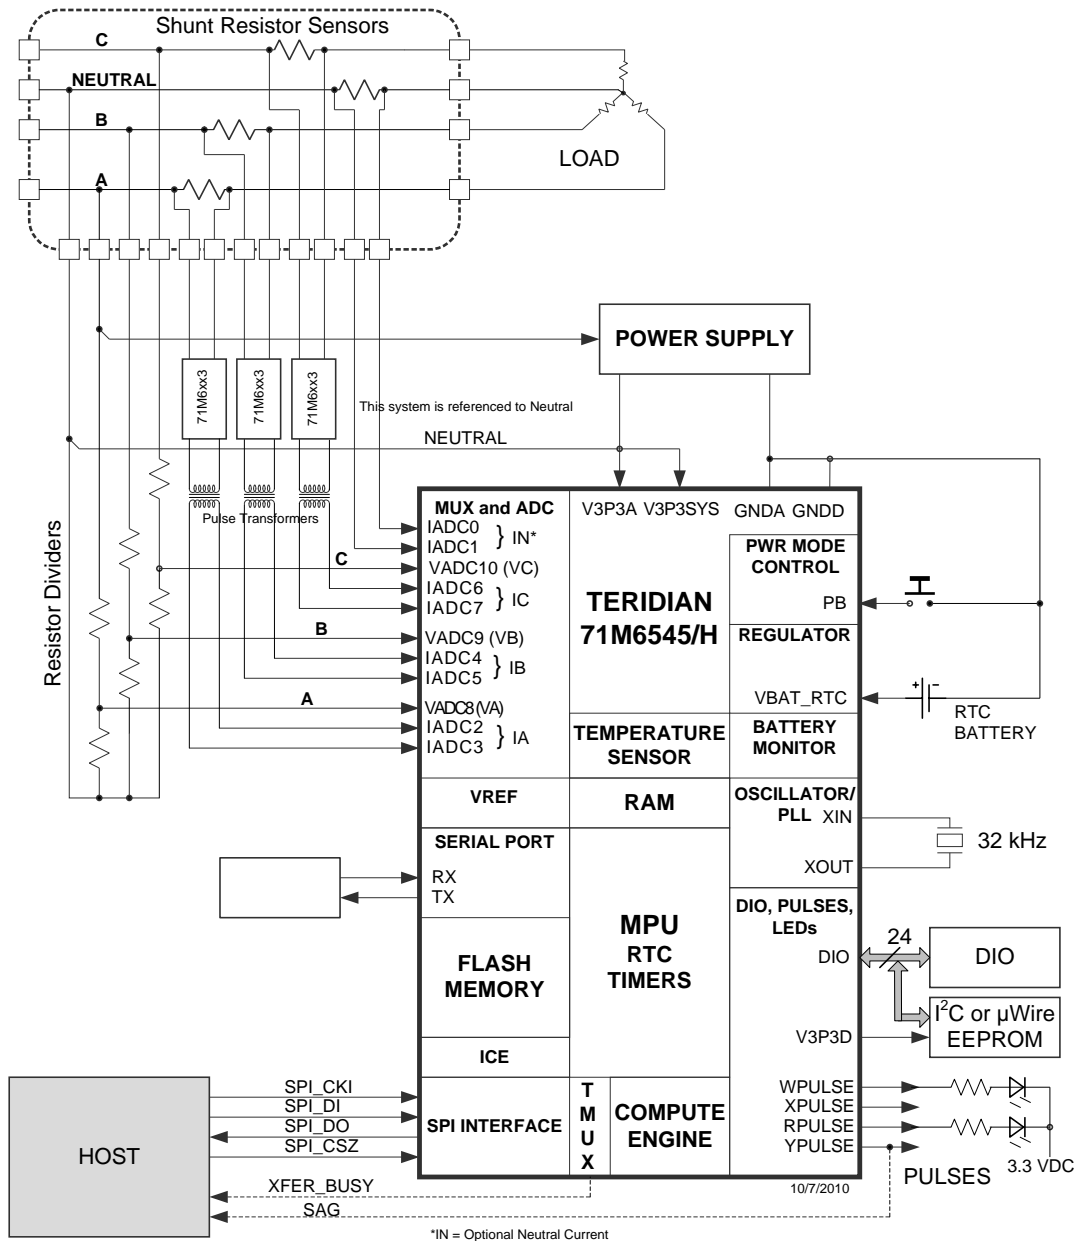 Shunt Resistor Sensors
C
NEUTRAL
B
A
LOAD
POWER SUPPLY
71M6xx3
71M6xx3
71M6xx3
This system is referenced to Neutral
NEUTRAL
Pulse Transformers
Resistor Dividers
C
B
A
MUX and ADC
IADC0
IADC1
} IN*
VADC10 (VC)
IADC6
IADC7
} IC
VADC9 (VB)
IADC4
IADC5
} IB
VADC8 (VA)
IADC2
IADC3
} IA
V3P3A V3P3SYS GNDA GNDD
TERIDIAN
71M6545/H
PWR MODE
CONTROL
PB
REGULATOR
VBAT_RTC
+ −
RTC
BATTERY
TEMPERATURE
SENSOR
BATTERY
MONITOR
VREF
RAM
OSCILLATOR/
PLL
XIN
XOUT
32 kHz
SERIAL PORT
RX
TX
MPU
RTC
TIMERS
DIO, PULSES,
LEDs
DIO
24
DIO
I2C or µWire
EEPROM
V3P3D
FLASH
MEMORY
ICE
HOST
SPI_CKI
SPI_DI
SPI_DO
SPI_CSZ
XFER_BUSY
SAG
SPI INTERFACE
T
M
U
X
COMPUTE
ENGINE
WPULSE
XPULSE
RPULSE
YPULSE
PULSES
3.3 VDC
10/7/2010
*IN = Optional Neutral Current